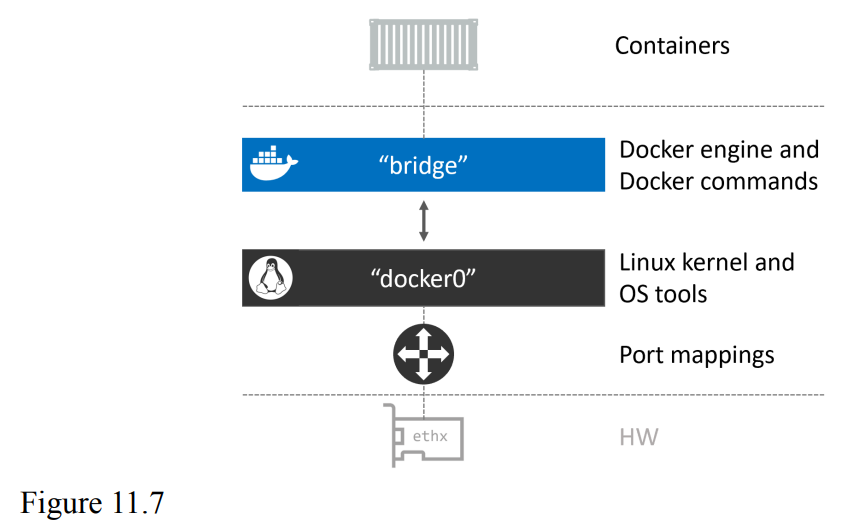 Containers
“bridge”
Docker engine and
Docker commands
“docker0”
Linux kernel and
OS tools
Port mappings
ethx
HW
Figure 11.7